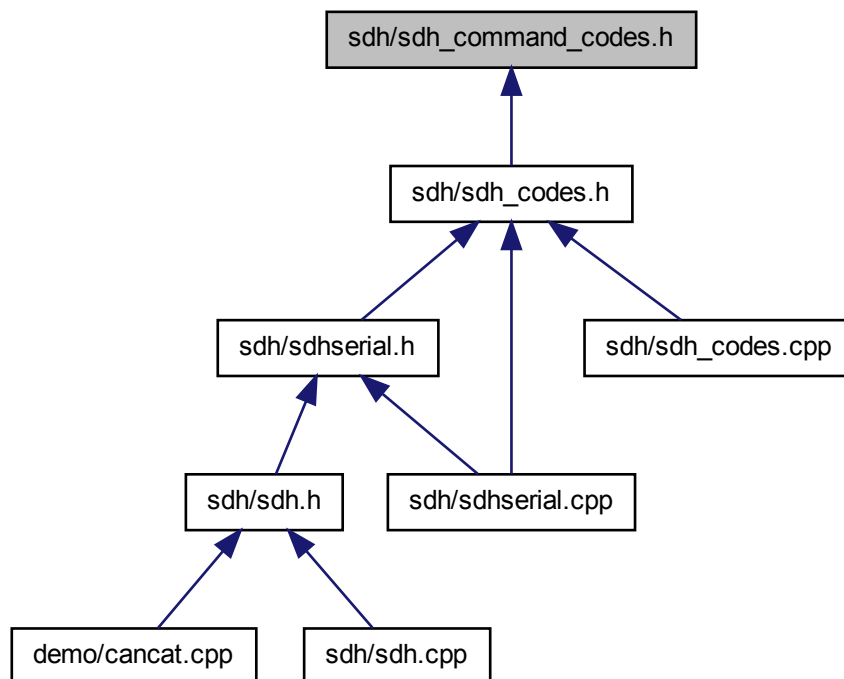 sdh/sdh_command_codes.h
sdh/sdh_codes.h
sdh/sdhserial.h
sdh/sdh_codes.cpp
sdh/sdh.h
sdh/sdhserial.cpp
demo/cancat.cpp
sdh/sdh.cpp